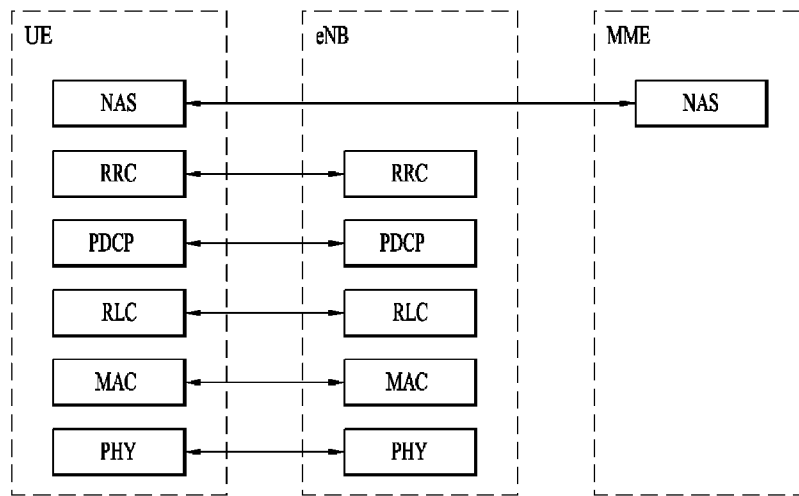 UE eNB MME
NAS NAS
RRC RRC
PDCP PDCP
RLC RLC
MAC MAC
PHY PHY